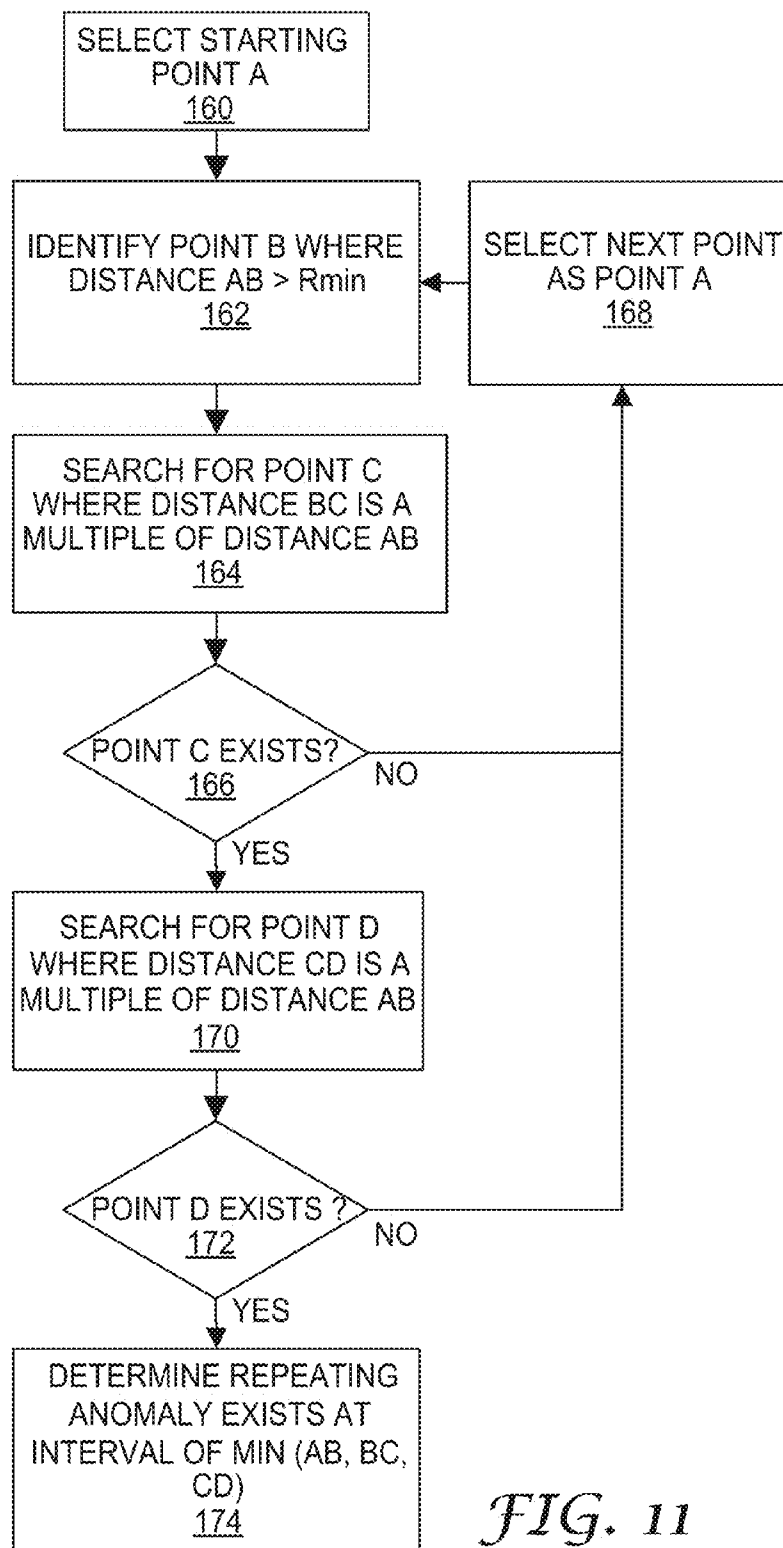 SELECT STARTING
POINT A
160
IDENTIFY POINT B WHERE
DISTANCE AB > Rmin
162
SELECT NEXT POINT
AS POINT A
168
SEARCH FOR POINT C
WHERE DISTANCE BC IS A
MULTIPLE OF DISTANCE AB
164
POINT C EXISTS?
166
NO
YES
SEARCH FOR POINT D
WHERE DISTANCE CD IS A
MULTIPLE OF DISTANCE AB
170
POINT D EXISTS ?
172
NO
YES
DETERMINE REPEATING
ANOMALY EXISTS AT
INTERVAL OF MIN (AB, BC,
CD)
174
FIG. 11